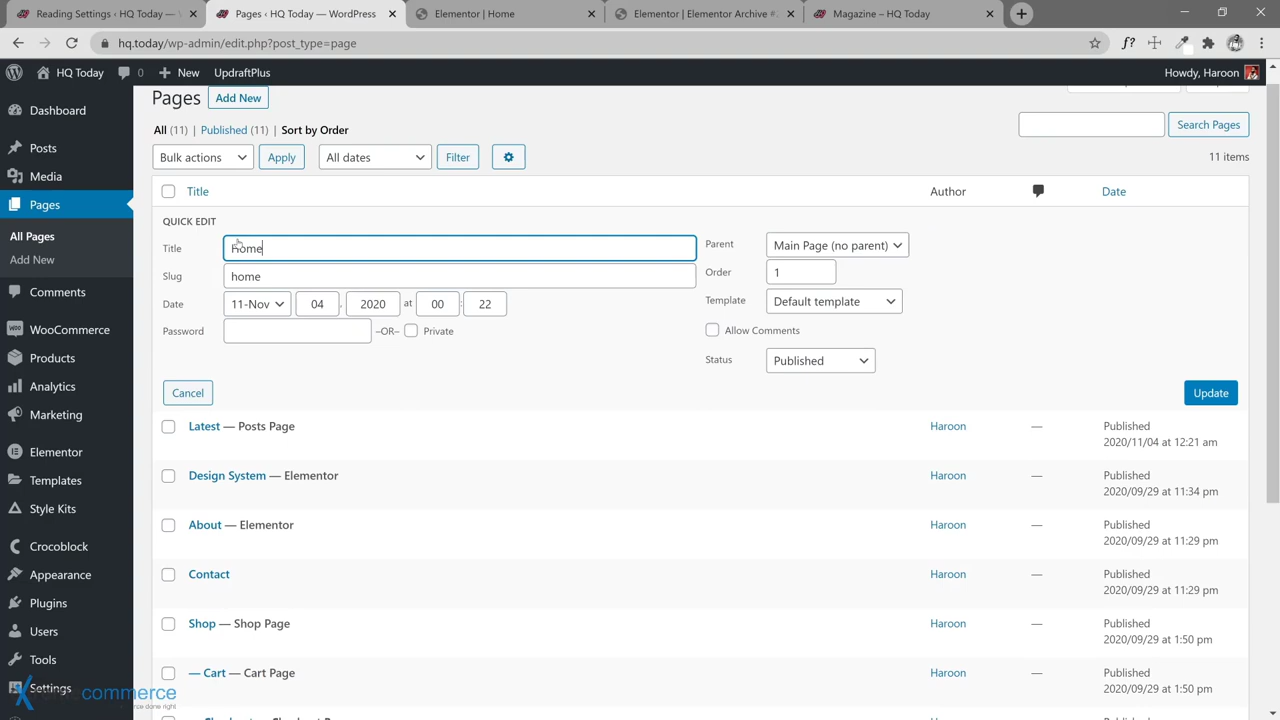 Reading Settings ‹ HQ Today — W
Pages ‹ HQ Today — WordPress
Elementor | Home
Elementor | Elementor Archive #
Magazine – HQ Today
hq.today/wp-admin/edit.php?post_type=page
HQ Today 0 New UpdraftPlus Howdy, Haroon
Dashboard
Posts
Media
Pages
All Pages
Add New
Comments
WooCommerce
Products
Analytics
Marketing
Elementor
Templates
Style Kits
Crocoblock
Appearance
Plugins
Users
Tools
Settings
Pages Add New
All (11) | Published (11) | Sort by Order
Search Pages
Bulk actions Apply All dates Filter
11 items
Title Author Date
QUICK EDIT
Title Home
Slug home
Date 11-Nov 04 , 2020 at 00 : 22
Password –OR– Private
Parent Main Page (no parent)
Order 1
Template Default template
Allow Comments
Status Published
Cancel Update
Latest — Posts Page Haroon — Published
2020/11/04 at 12:21 am
Design System — Elementor Haroon — Published
2020/09/29 at 11:34 pm
About — Elementor Haroon — Published
2020/09/29 at 11:29 pm
Contact Haroon — Published
2020/09/29 at 11:29 pm
Shop — Shop Page Haroon — Published
2020/09/29 at 1:50 pm
— Cart — Cart Page Haroon — Published
2020/09/29 at 1:50 pm
commerce
done right